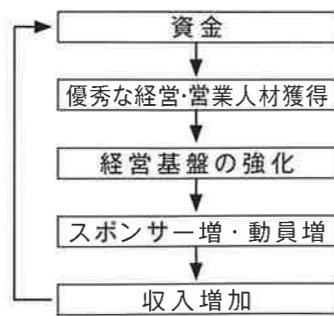 資金
優秀な経営・営業人材獲得
経営基盤の強化
スポンサー増・動員増
収入増加